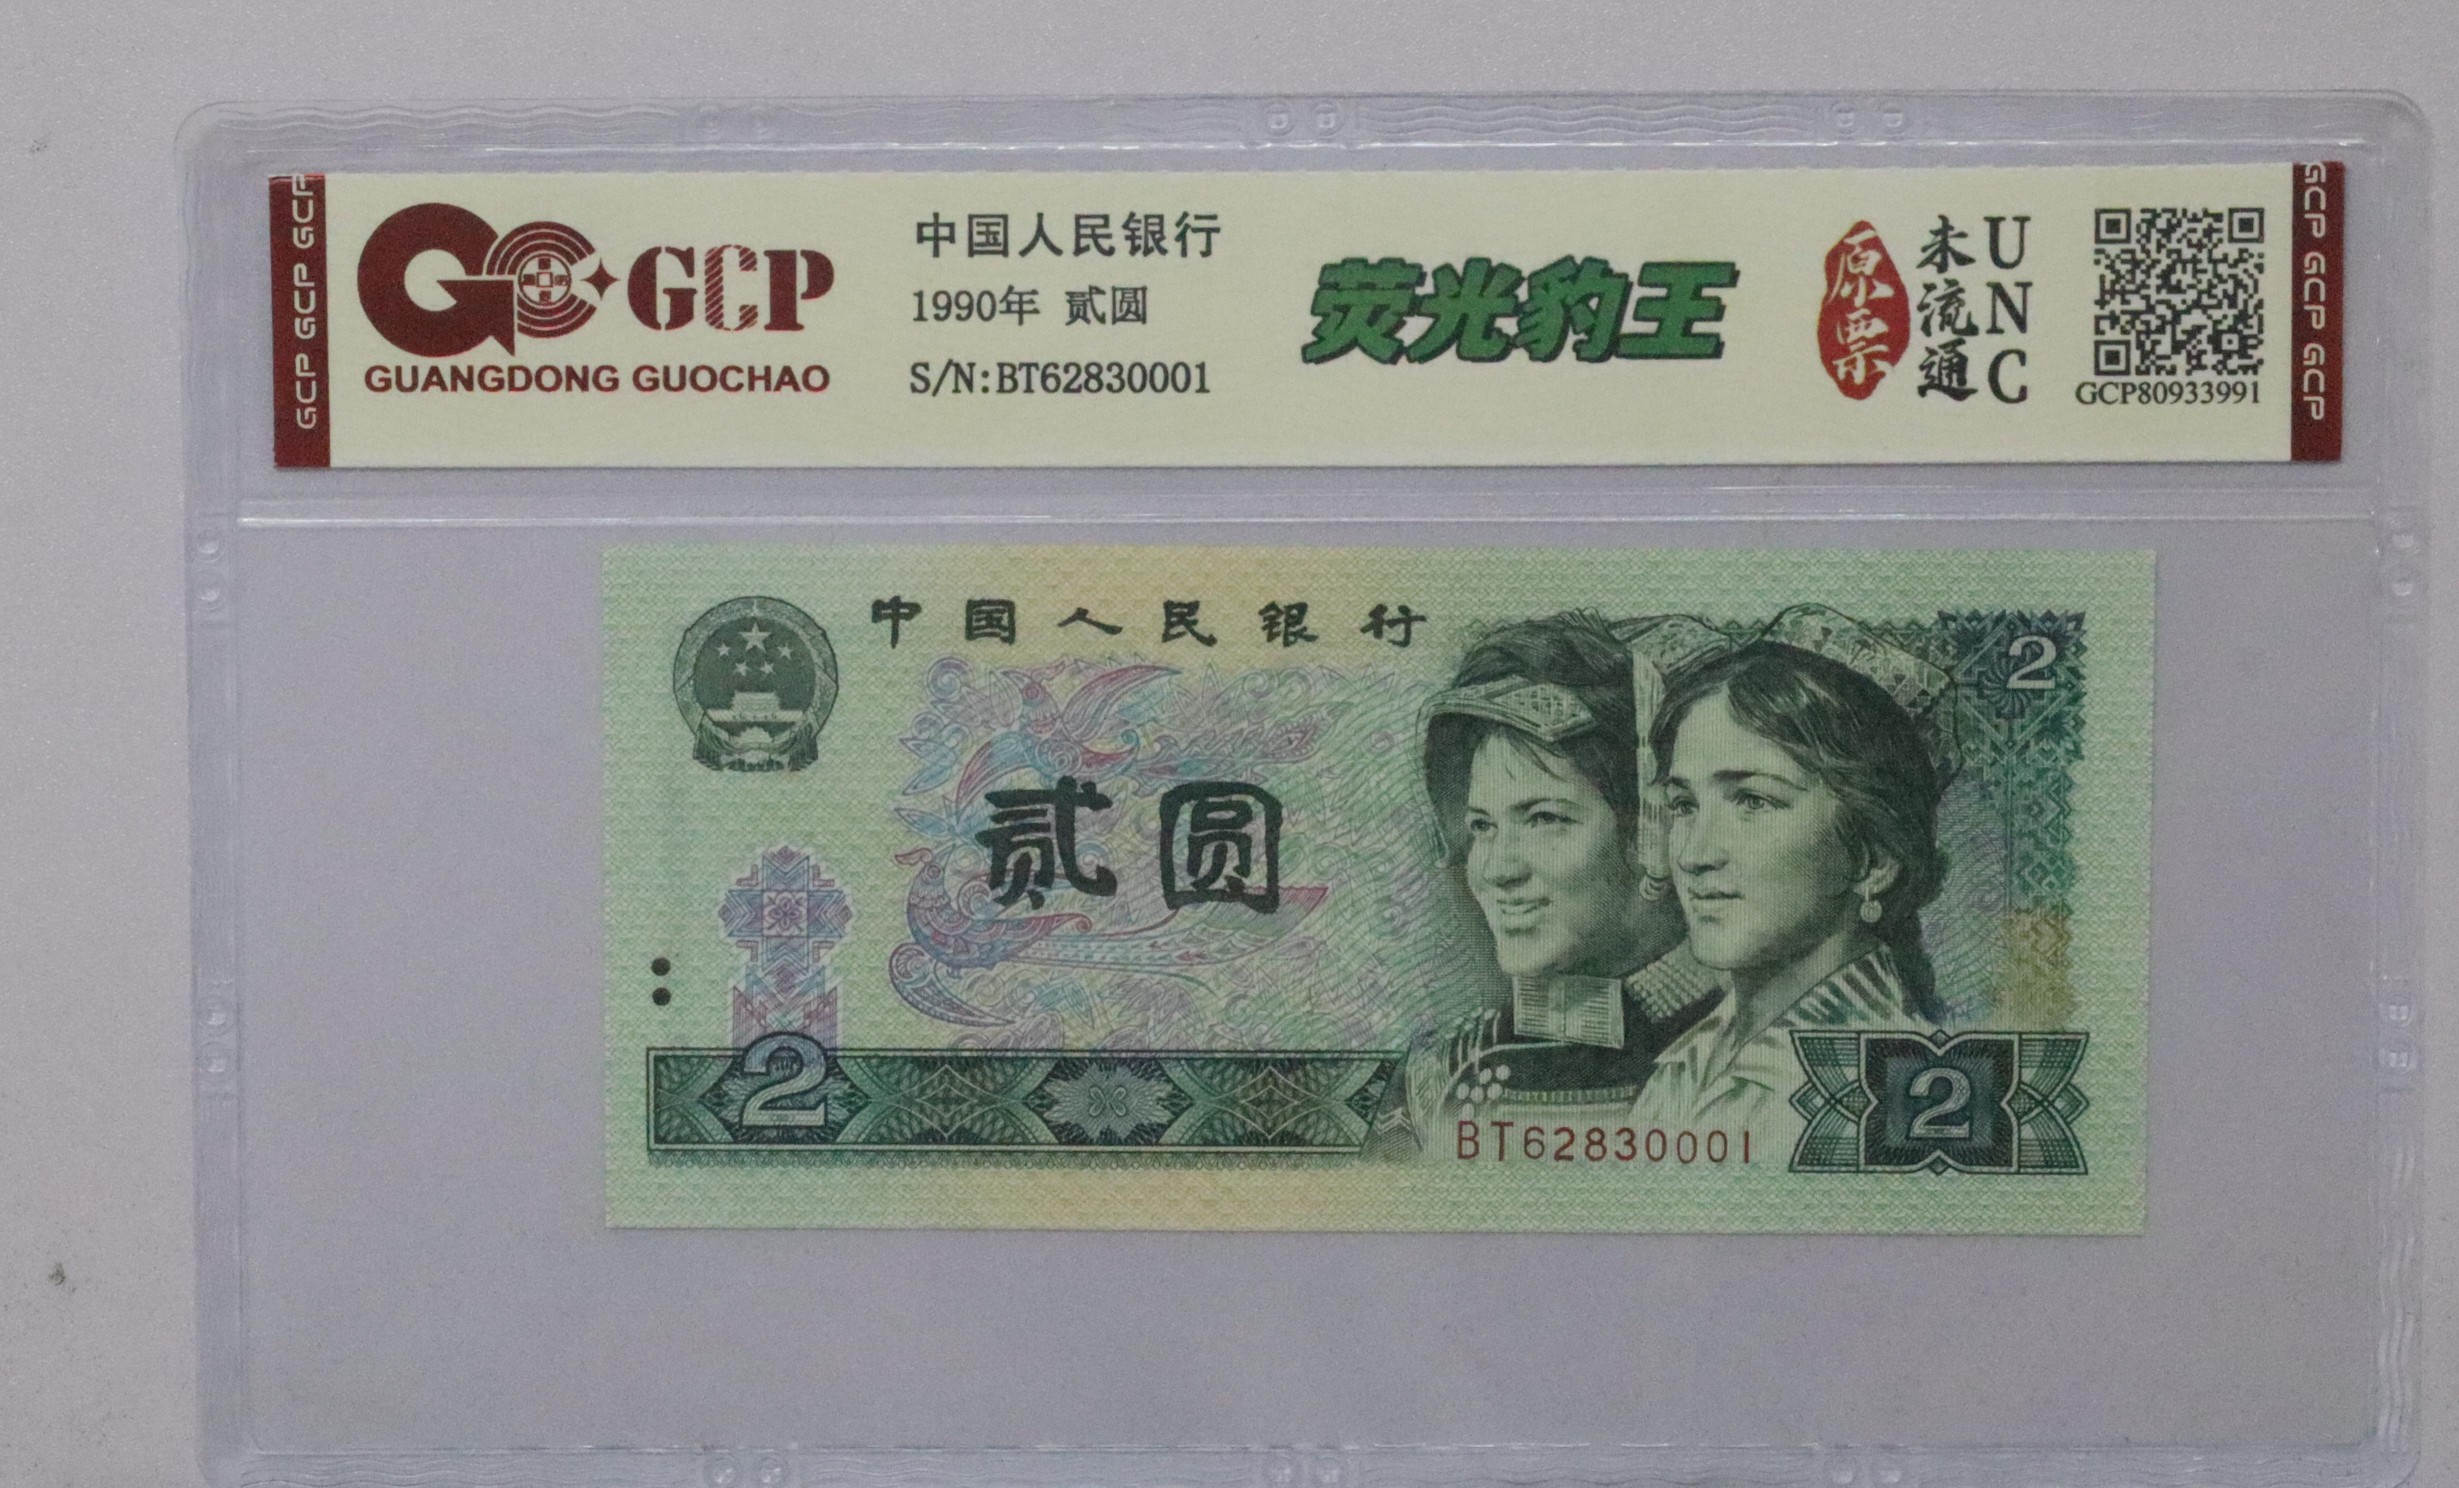 GCP GCP GCP
GCP
GUANGDONG GUOCHAO
中国人民银行
1990年 贰圆
S/N:BT62830001
荧光豹王
原票
未流通
UNC
GCP80933991
GCP GCP GCP
中国人民银行
2
贰圆
2
BT62830001
2